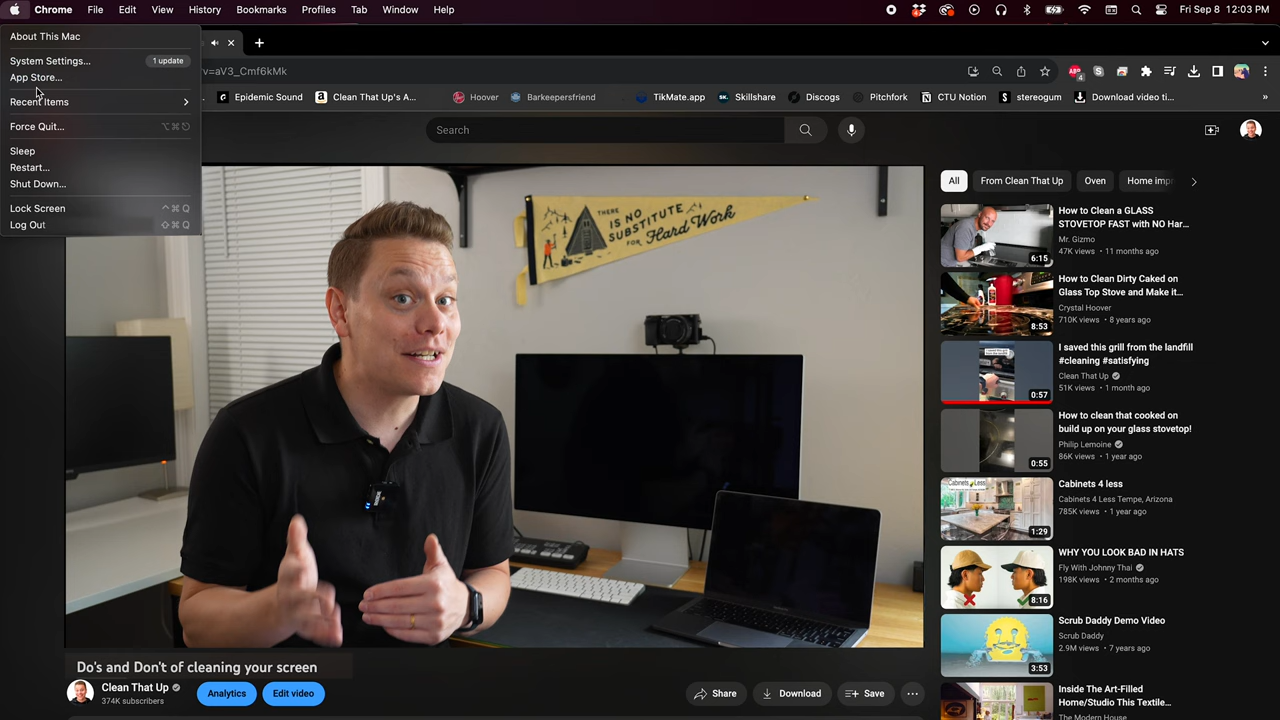 Chrome File Edit View History Bookmarks Profiles Tab Window Help
Fri Sep 8 12:03 PM
About This Mac
System Settings... 1 update
App Store...
Recent Items
Force Quit... ⌥⌘⎋
Sleep
Restart...
Shut Down...
Lock Screen ^⌘Q
Log Out ⇧⌘Q
v=aV3_Cmf6kMk
ABP 4
Epidemic Sound Clean That Up's A... Hoover Barkeepersfriend TikMate.app Skillshare Discogs Pitchfork CTU Notion stereogum Download video ti... »
Search
THERE IS NO SUBSTITUTE FOR Hard Work
Do's and Don't of cleaning your screen
Clean That Up
374K subscribers
Analytics Edit video Share Download Save
All From Clean That Up Oven Home imp
How to Clean a GLASS
STOVETOP FAST with NO Har...
Mr. Gizmo
47K views • 11 months ago
6:15
How to Clean Dirty Caked on
Glass Top Stove and Make it...
Crystal Hoover
710K views • 8 years ago
8:53
I saved this grill from the landfill
#cleaning #satisfying
Clean That Up
51K views • 1 month ago
0:57
How to clean that cooked on
build up on your glass stovetop!
Philip Lemoine
86K views • 1 year ago
0:55
Cabinets 4 less
Cabinets 4 Less Tempe, Arizona
785K views • 1 year ago
1:29
WHY YOU LOOK BAD IN HATS
Fly With Johnny Thai
198K views • 2 months ago
8:16
Scrub Daddy Demo Video
Scrub Daddy
2.9M views • 7 years ago
3:53
Inside The Art-Filled
Home/Studio This Textile...
The Modern House